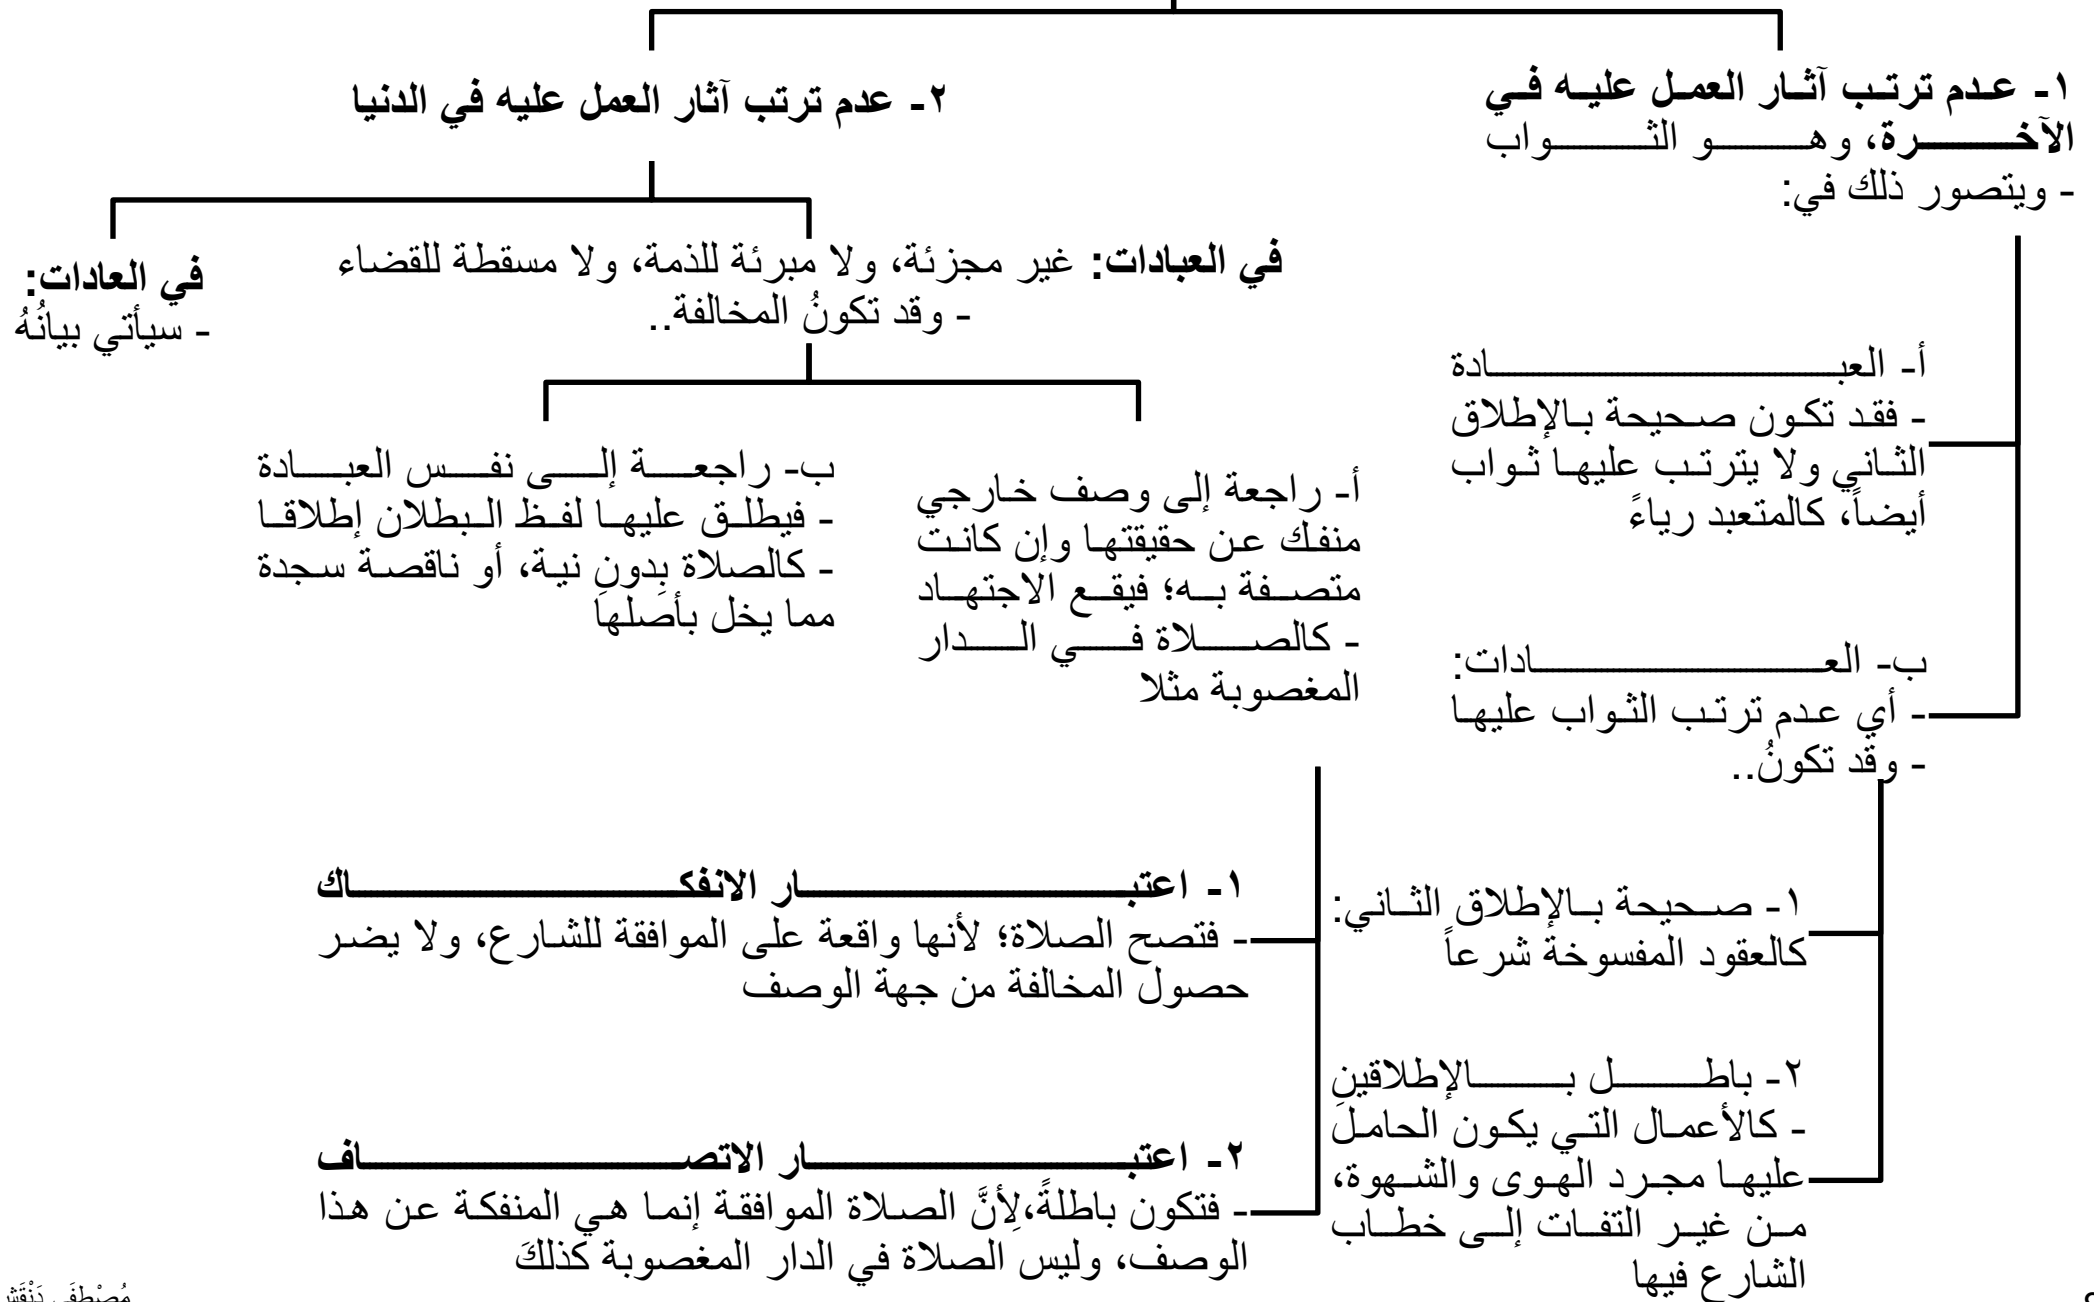 ١- عدم ترتب آثار العمل عليه في
الآخرة، وهو الثواب
- ويتصور ذلك في:
أ- العبادة
- فقد تكون صحيحة بالإطلاق
الثاني ولا يترتب عليها ثواب
أيضاً، كالمتعبد رياءً
ب- العادات:
- أي عدم ترتب الثواب عليها
- وقد تكونُ..
١- صحيحة بالإطلاق الثاني:
كالعقود المفسوخة شرعاً
٢- باطل بالإطلاقينِ
- كالأعمال التي يكون الحاملَ
عليها مجرد الهوى والشهوة،
من غير التفات إلى خطاب
الشارع فيها
٢- عدم ترتب آثار العمل عليه في الدنيا
في العبادات: غير مجزئة، ولا مبرئة للذمة، ولا مسقطة للقضاء
- وقد تكونُ المخالفة..
أ- راجعة إلى وصف خارجي
منفك عن حقيقتها وإن كانت
متصفة به؛ فيقع الاجتهاد
- كالصلاة في الدار
المغصوبة مثلا
١- اعتبار الانفكاك
- فتصح الصلاة؛ لأنها واقعة على الموافقة للشارع، ولا يضر
حصول المخالفة من جهة الوصف
٢- اعتبار الاتصاف
- فتكون باطلةً،لِأنَّ الصلاة الموافقة إنما هي المنفكة عن هذا
الوصف، وليس الصلاة في الدار المغصوبة كذلكَ
ب- راجعة إلى نفس العبادة
- فيطلق عليها لفظ البطلان إطلاقا
- كالصلاة بِدونِ نية، أو ناقصة سجدة
مما يخل بأصلهَا
في العادات:
- سيأتي بيانُهُ
مُصْطفَى دَنْقَش